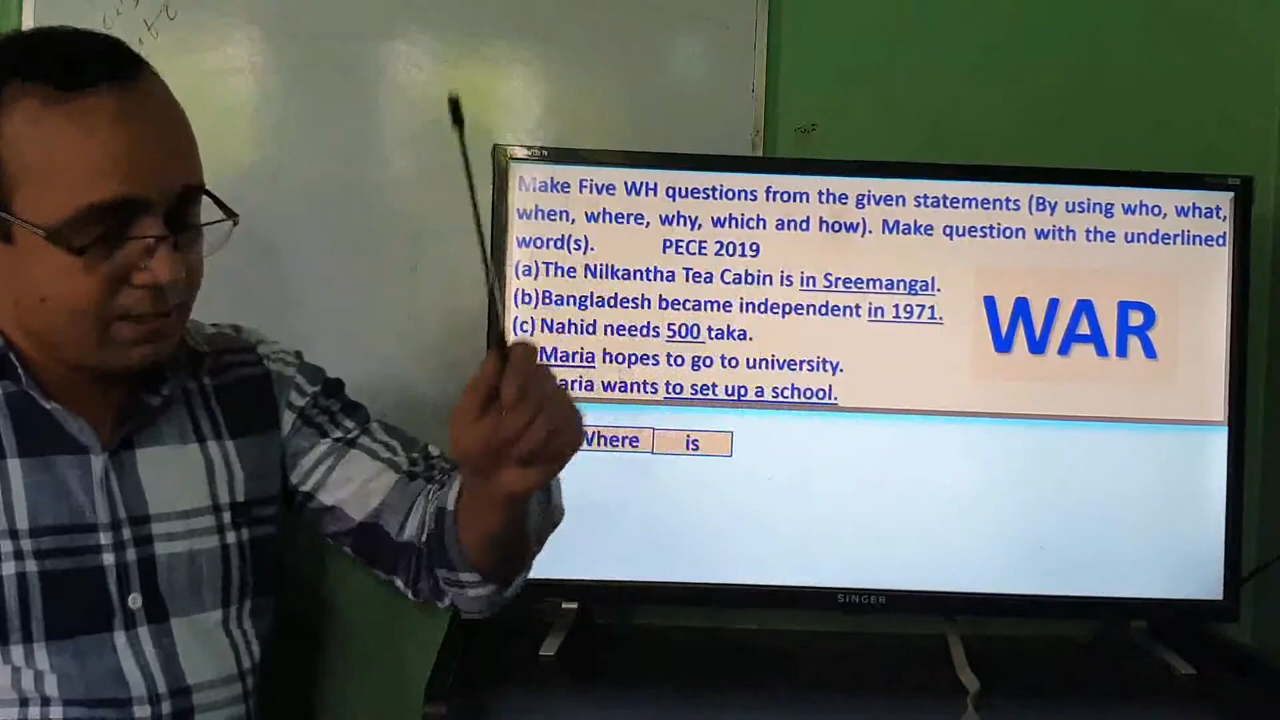 Make Five WH questions from the given statements (By using who, what,
when, where, why, which and how). Make question with the underlined
word(s). PECE 2019
(a)The Nilkantha Tea Cabin is in Sreemangal.
(b)Bangladesh became independent in 1971.
(c) Nahid needs 500 taka.
Maria hopes to go to university.
aria wants to set up a school.
WAR
Where is
SINGER